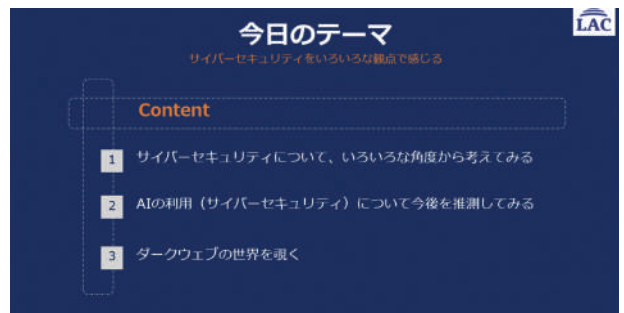 今日のテーマ
LAC
サイバーセキュリティをいろいろな観点で感じる
Content
1 サイバーセキュリティについて、いろいろな角度から考えてみる
2 AIの利用（サイバーセキュリティ）について今後を推測してみる
3 ダークウェブの世界を覗く